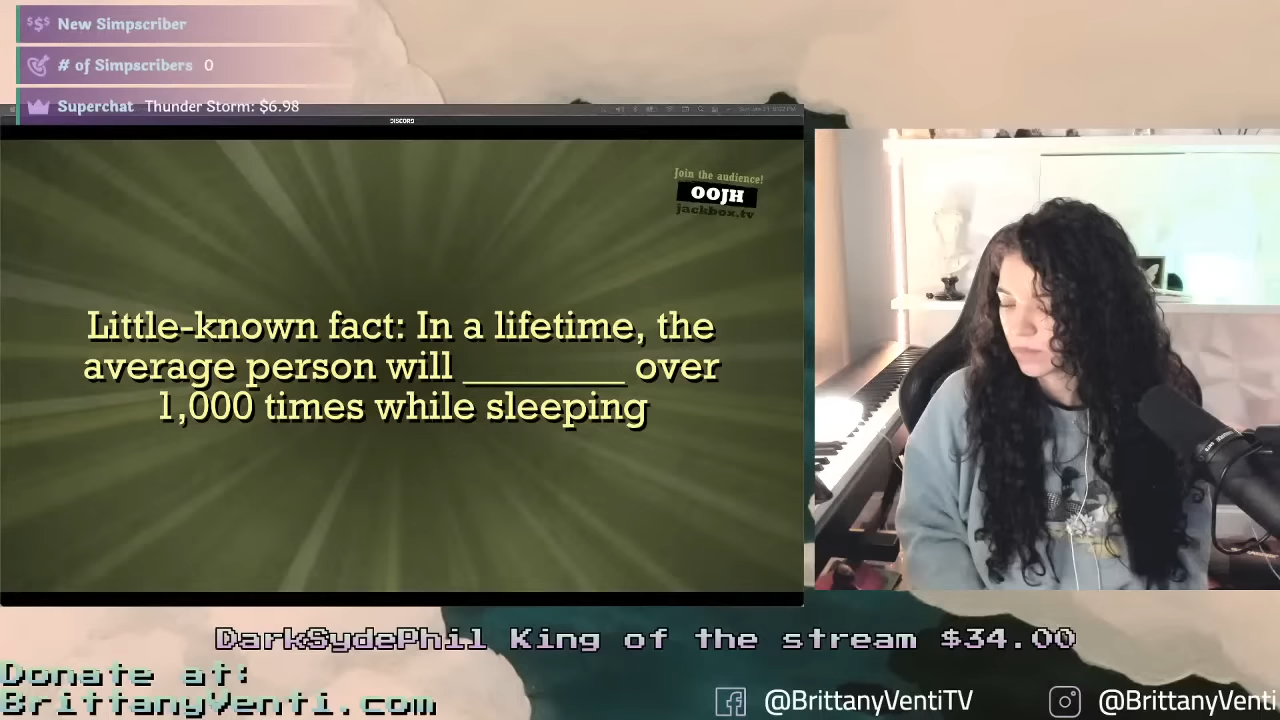 $$$ New Simpscriber
# of Simpscribers 0
Superchat Thunder Storm: $6.98
DISCORD
Join the audience!
OOJH
jackbox.tv
Little-known fact: In a lifetime, the
average person will ________ over
1,000 times while sleeping
DarkSydePhil King of the stream $34.00
Donate at:
BrittanyVenti.com
@BrittanyVentiTV
@BrittanyVenti